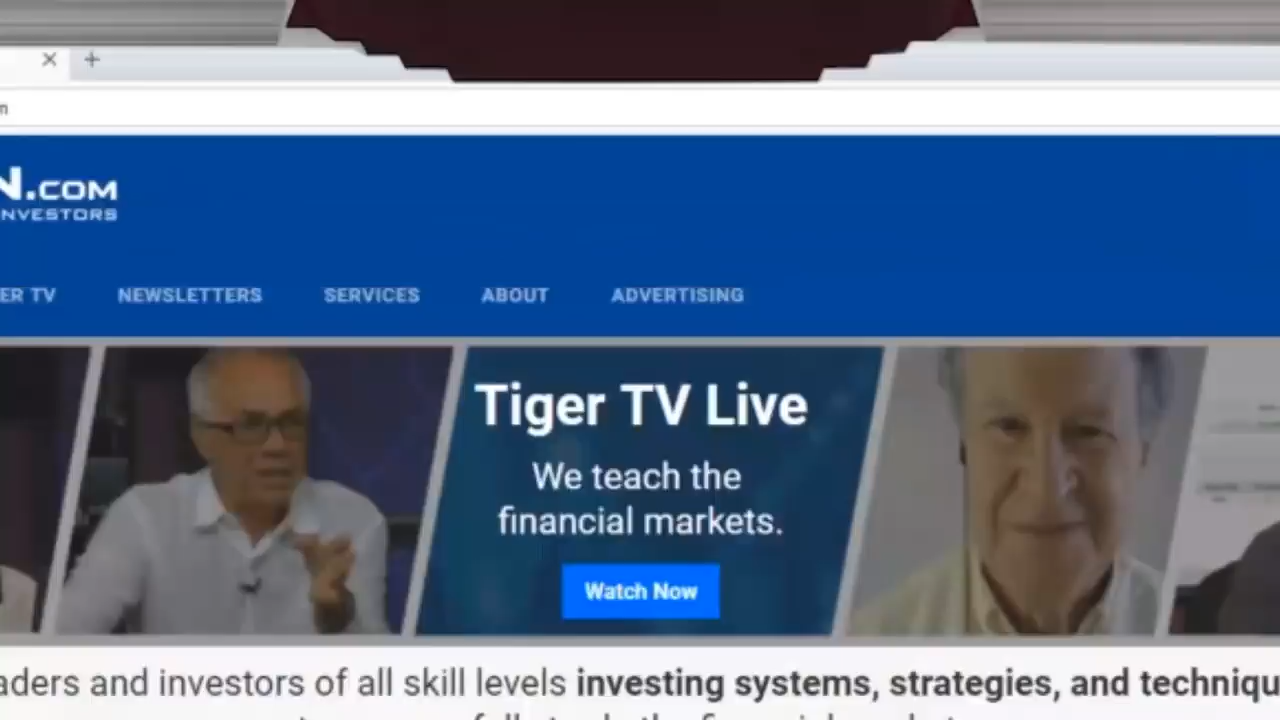 N.COM
INVESTORS
ER TV NEWSLETTERS SERVICES ABOUT ADVERTISING
Tiger TV Live
We teach the
financial markets.
Watch Now
aders and investors of all skill levels investing systems, strategies, and techniqu